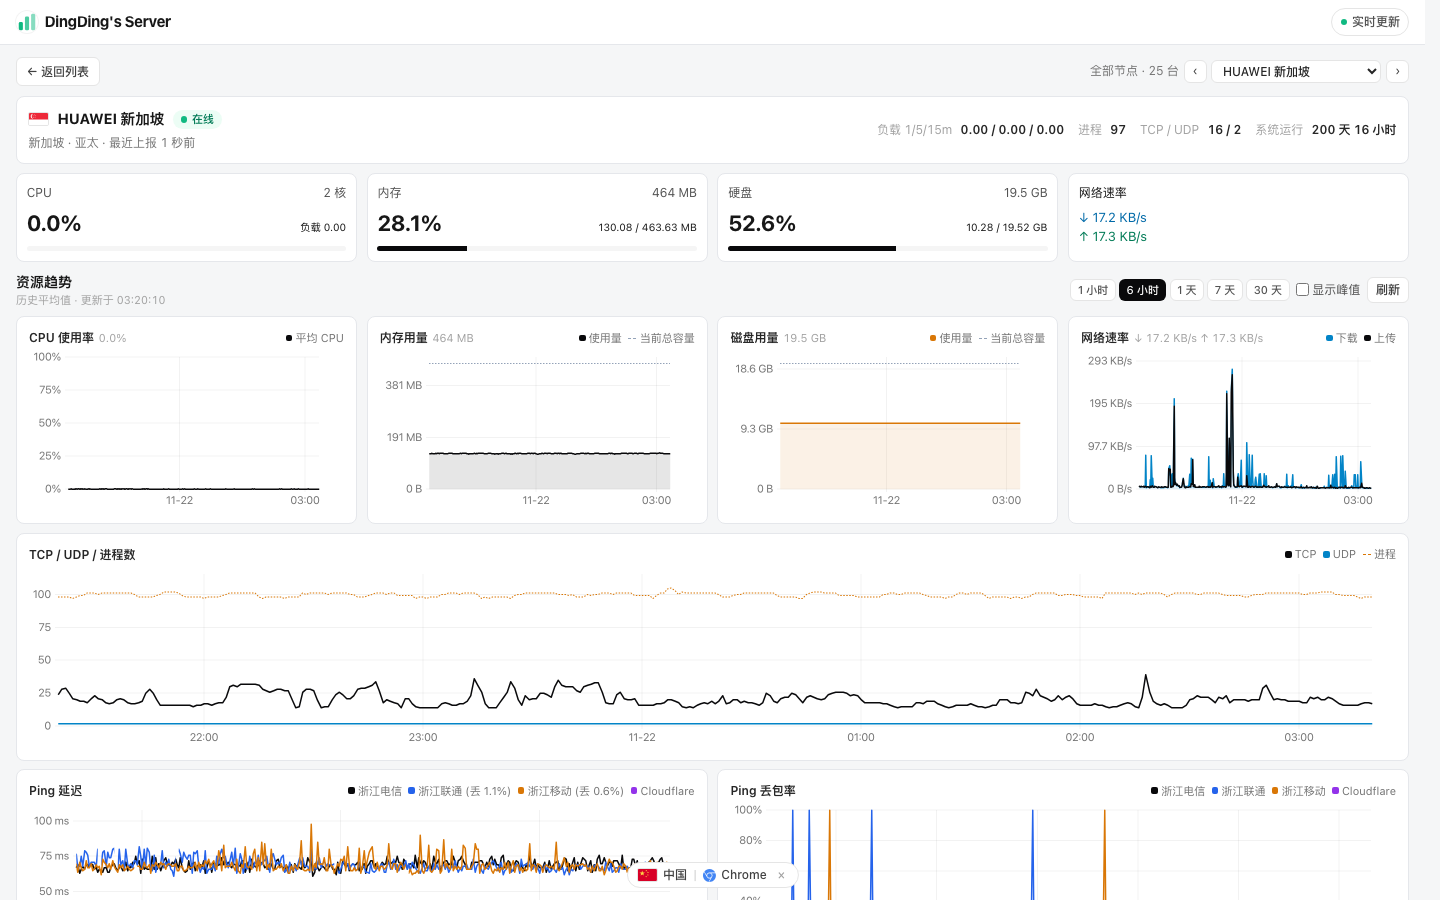 DingDing's Server
实时更新
← 返回列表
全部节点 · 25 台
‹
HUAWEI 新加坡
›
HUAWEI 新加坡
在线
新加坡 · 亚太 · 最近上报 1 秒前
负载 1/5/15m 0.00 / 0.00 / 0.00 进程 97 TCP / UDP 16 / 2 系统运行 200 天 16 小时
CPU
2 核
0.0%
负载 0.00
内存
464 MB
28.1%
130.08 / 463.63 MB
硬盘
19.5 GB
52.6%
10.28 / 19.52 GB
网络速率
↓ 17.2 KB/s
↑ 17.3 KB/s
资源趋势
历史平均值 · 更新于 03:20:10
1 小时
6 小时
1 天
7 天
30 天
显示峰值
刷新
CPU 使用率 0.0%
平均 CPU
100%
75%
50%
25%
0%
11-22
03:00
内存用量 464 MB
使用量 -- 当前总容量
381 MB
191 MB
0 B
11-22
03:00
磁盘用量 19.5 GB
使用量 -- 当前总容量
18.6 GB
9.3 GB
0 B
11-22
03:00
网络速率 ↓ 17.2 KB/s ↑ 17.3 KB/s
下载 上传
293 KB/s
195 KB/s
97.7 KB/s
0 B/s
11-22
03:00
TCP / UDP / 进程数
TCP UDP -- 进程
100
75
50
25
0
22:00
23:00
11-22
01:00
02:00
03:00
Ping 延迟
浙江电信 浙江联通 (丢 1.1%) 浙江移动 (丢 0.6%) Cloudflare
100 ms
75 ms
50 ms
Ping 丢包率
浙江电信 浙江联通 浙江移动 Cloudflare
100%
80%
40%
中国 | Chrome ×